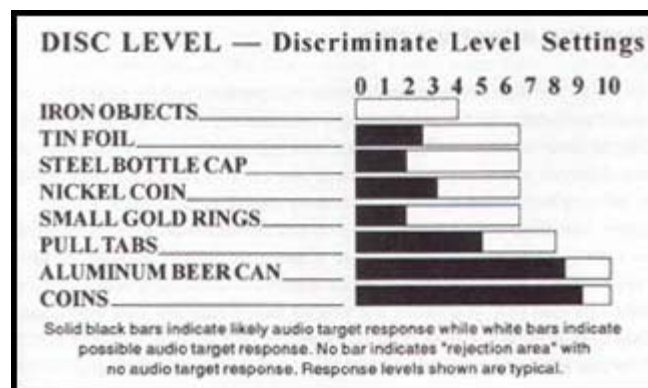 DISC LEVEL — Discriminate Level Settings
0 1 2 3 4 5 6 7 8 9 10
IRON OBJECTS
TIN FOIL
STEEL BOTTLE CAP
NICKEL COIN
SMALL GOLD RINGS
PULL TABS
ALUMINUM BEER CAN
COINS
Solid black bars indicate likely audio target response while white bars indicate
possible audio target response. No bar indicates "rejection area" with
no audio target response. Response levels shown are typical.